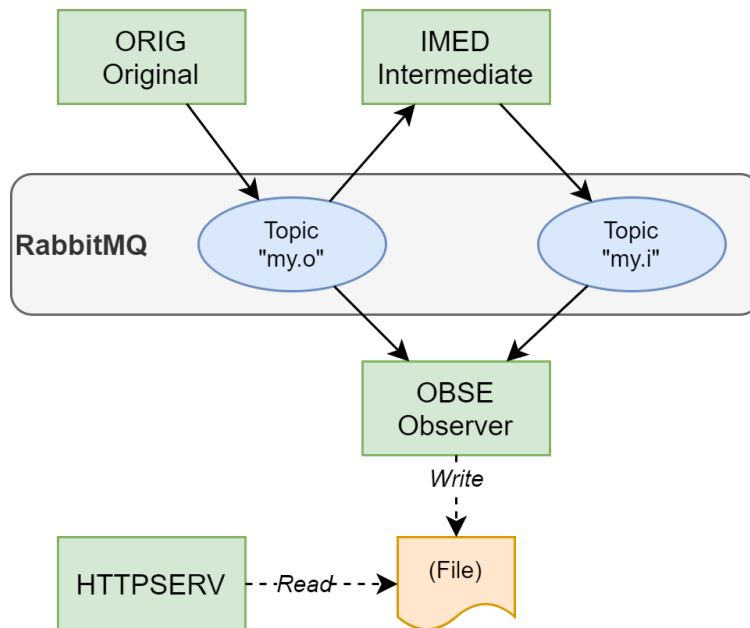 ORIG
Original
IMED
Intermediate
RabbitMQ
Topic
"my.o"
Topic
"my.i"
OBSE
Observer
Write
HTTPSERV
Read
(File)